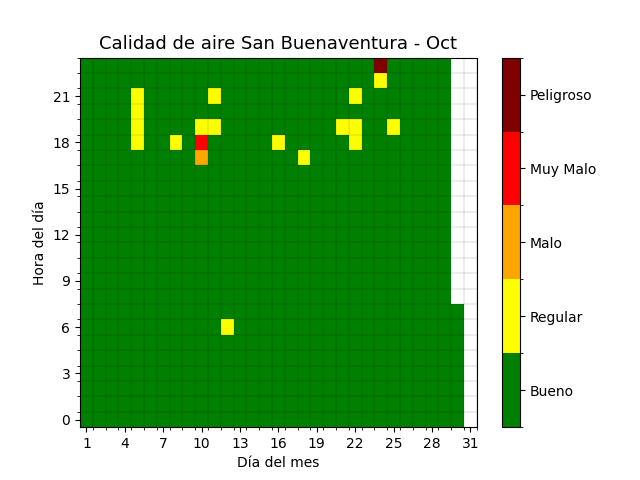 Calidad de aire San Buenaventura - Oct
Hora del día
21
18
15
12
9
6
3
0
1 4 7 10 13 16 19 22 25 28 31
Día del mes
Peligroso
Muy Malo
Malo
Regular
Bueno